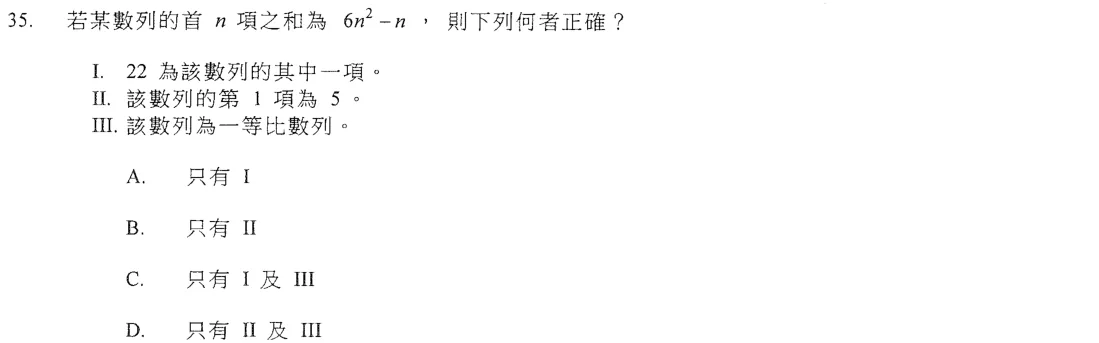 35. 若某數列的首 n 項之和為 6n² – n ， 則下列何者正確？
I. 22 為該數列的其中一項。
II. 該數列的第 1 項為 5 。
III. 該數列為一等比數列。
A. 只有 I
B. 只有 II
C. 只有 I 及 III
D. 只有 II 及 III